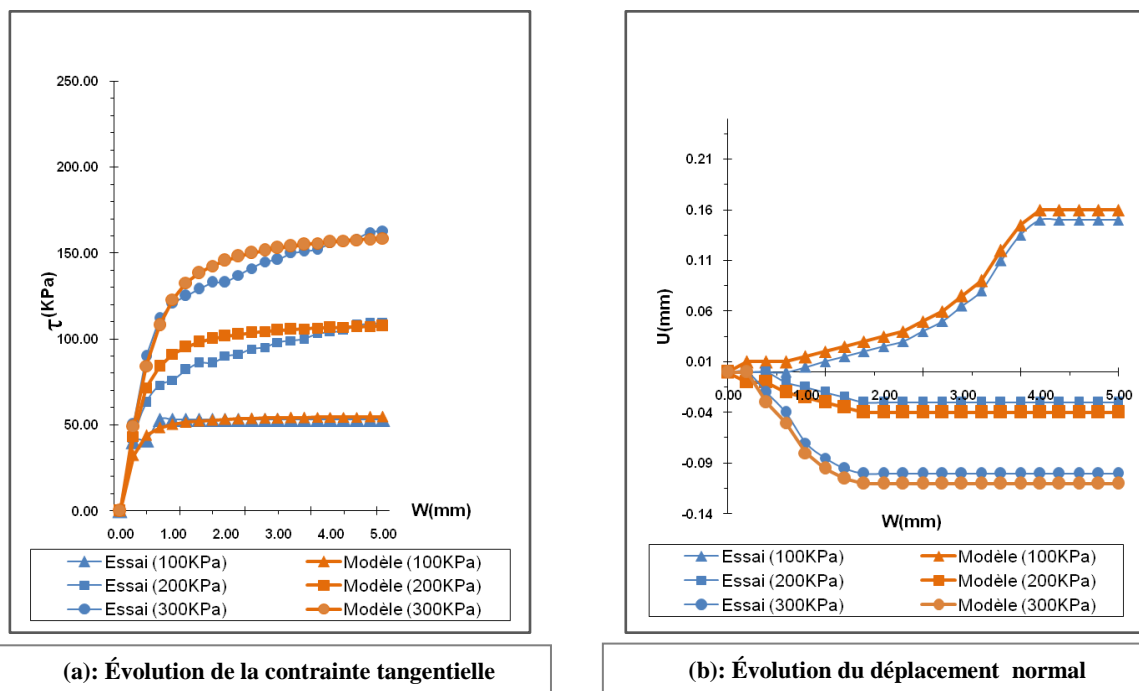 250.00
200.00
150.00
100.00
50.00
0.00
τ(KPa)
W(mm)
0.00 1.00 2.00 3.00 4.00 5.00
Essai (100KPa) Modèle (100KPa)
Essai (200KPa) Modèle (200KPa)
Essai (300KPa) Modèle (300KPa)
(a): Évolution de la contrainte tangentielle
0.21
0.16
0.11
0.06
0.01
-0.04
-0.09
-0.14
U(mm)
0.00 1.00 2.00 3.00 4.00 5.00
W(mm)
Essai (100KPa) Modèle (100KPa)
Essai (200KPa) Modèle (200KPa)
Essai (300KPa) Modèle (300KPa)
(b): Évolution du déplacement normal